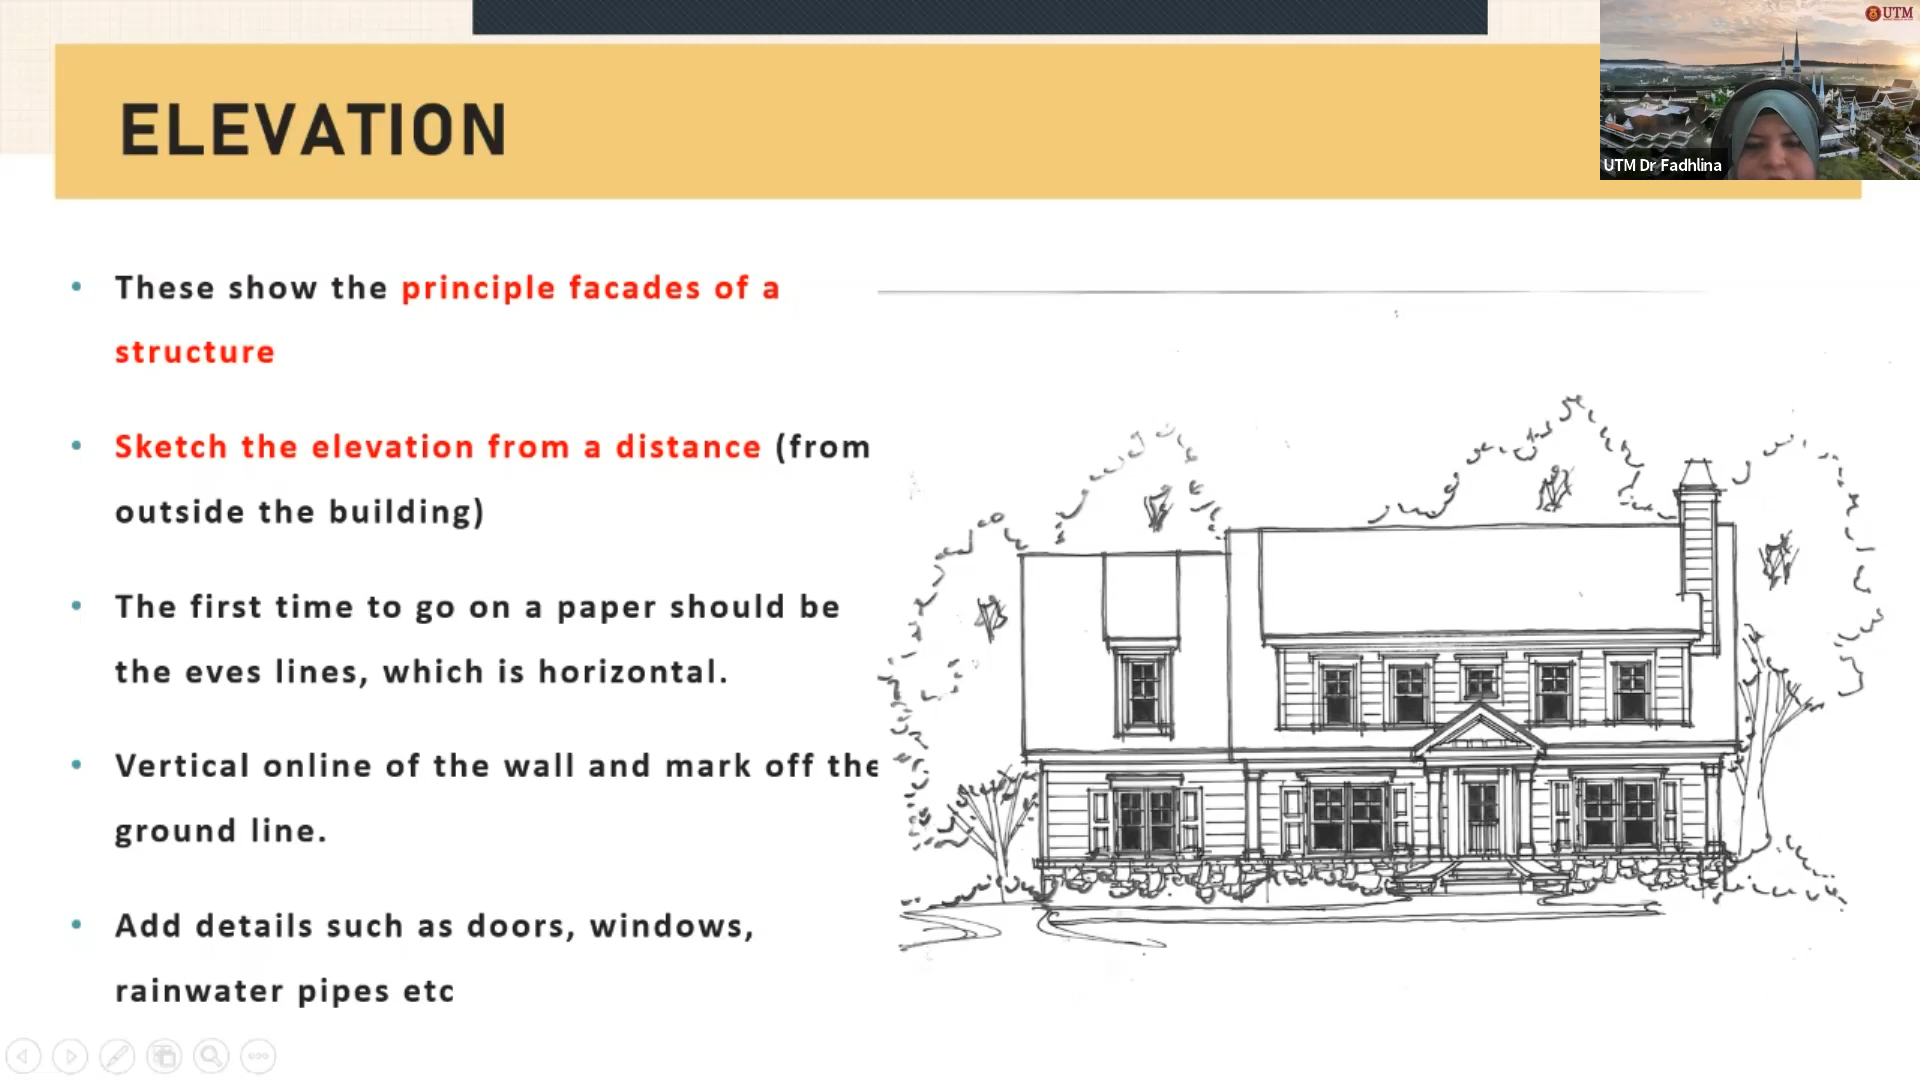 UTM
UTM Dr Fadhlina
ELEVATION
These show the principle facades of a
structure
Sketch the elevation from a distance (from
outside the building)
The first time to go on a paper should be
the eves lines, which is horizontal.
Vertical online of the wall and mark off the
ground line.
Add details such as doors, windows,
rainwater pipes etc